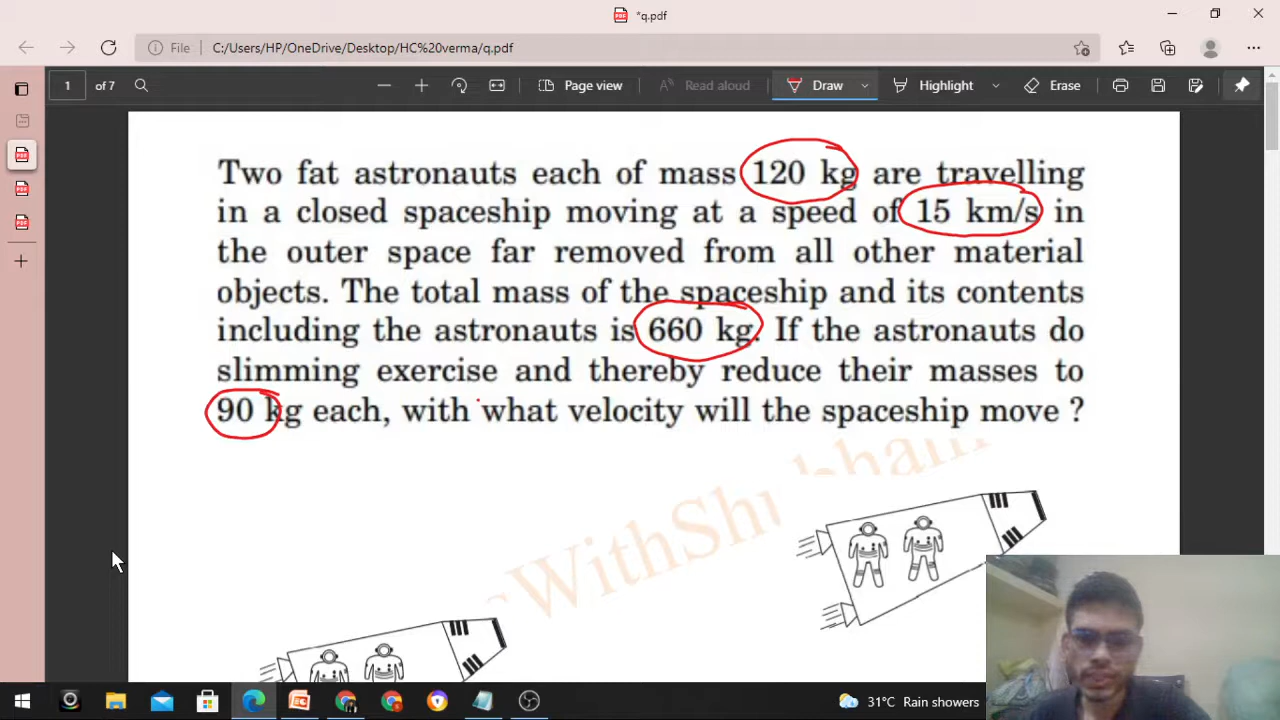 *q.pdf
File C:/Users/HP/OneDrive/Desktop/HC%20verma/q.pdf
1 of 7 Page view Read aloud Draw Highlight Erase
Two fat astronauts each of mass 120 kg are travelling
in a closed spaceship moving at a speed of 15 km/s in
the outer space far removed from all other material
objects. The total mass of the spaceship and its contents
including the astronauts is 660 kg. If the astronauts do
slimming exercise and thereby reduce their masses to
90 kg each, with what velocity will the spaceship move ?
31°C Rain showers